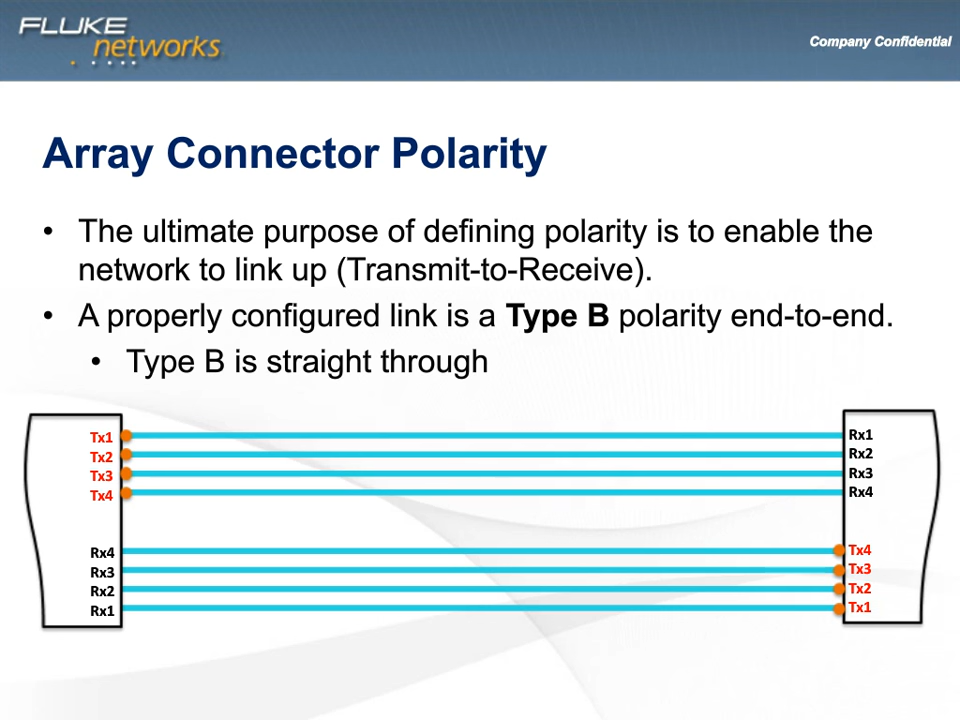 FLUKE
networks
Company Confidential
Array Connector Polarity
• The ultimate purpose of defining polarity is to enable the
network to link up (Transmit-to-Receive).
• A properly configured link is a Type B polarity end-to-end.
• Type B is straight through
Tx1
Tx2
Tx3
Tx4
Rx4
Rx3
Rx2
Rx1
Rx1
Rx2
Rx3
Rx4
Tx4
Tx3
Tx2
Tx1